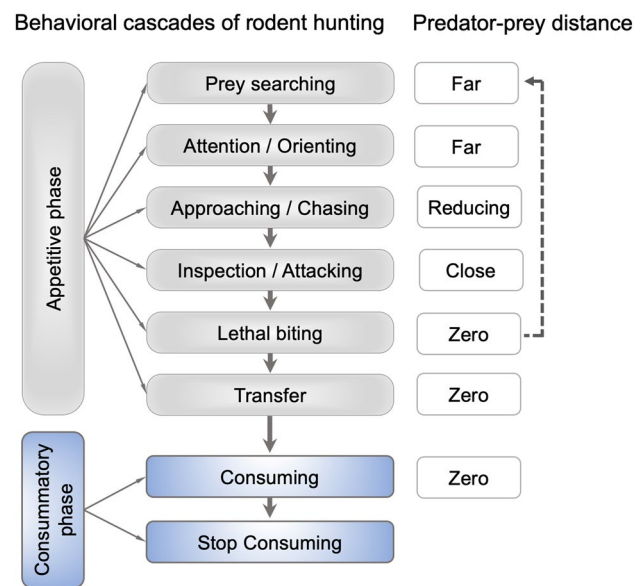 Behavioral cascades of rodent hunting
Predator-prey distance
Appetitive phase
Prey searching
Far
Attention / Orienting
Far
Approaching / Chasing
Reducing
Inspection / Attacking
Close
Lethal biting
Zero
Transfer
Zero
Consummatory
phase
Consuming
Zero
Stop Consuming